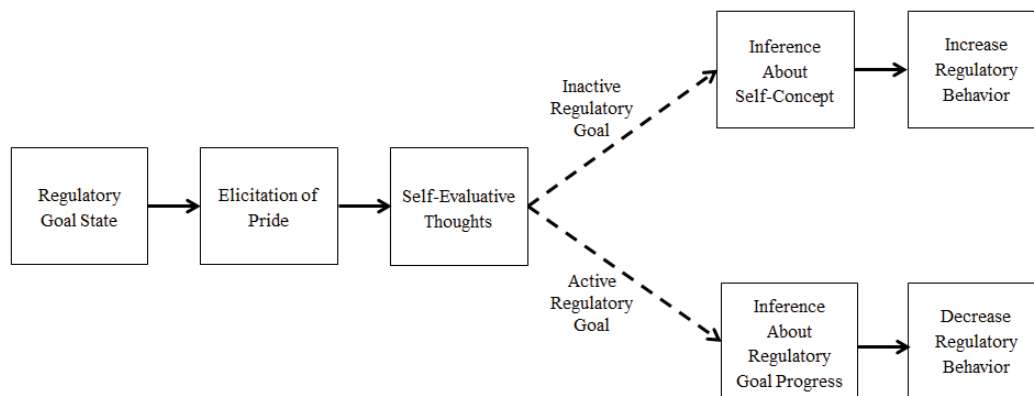 Regulatory
Goal State
Elicitation of
Pride
Self-Evaluative
Thoughts
Inactive
Regulatory
Goal
Inference
About
Self-Concept
Increase
Regulatory
Behavior
Active
Regulatory
Goal
Inference
About
Regulatory
Goal Progress
Decrease
Regulatory
Behavior